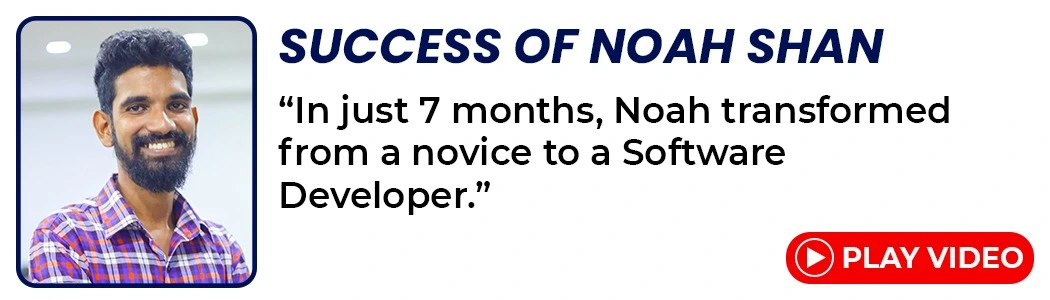 SUCCESS OF NOAH SHAN
“In just 7 months, Noah transformed
from a novice to a Software
Developer.”
PLAY VIDEO